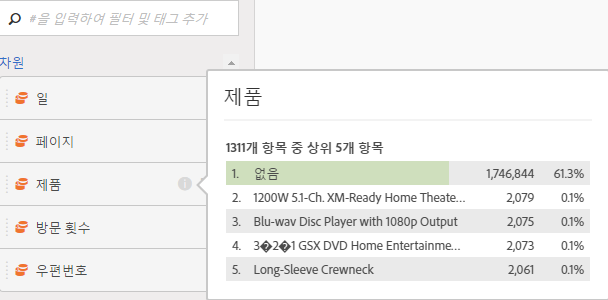 #을 입력하여 필터 및 태그 추가
차원
일
페이지
제품
방문 횟수
우편번호
제품
1311개 항목 중 상위 5개 항목
1. 없음 1,746,844 61.3%
2. 1200W 5.1-Ch. XM-Ready Home Theate... 2,079 0.1%
3. Blu-wav Disc Player with 1080p Output 2,075 0.1%
4. 3�2�1 GSX DVD Home Entertainme... 2,073 0.1%
5. Long-Sleeve Crewneck 2,061 0.1%